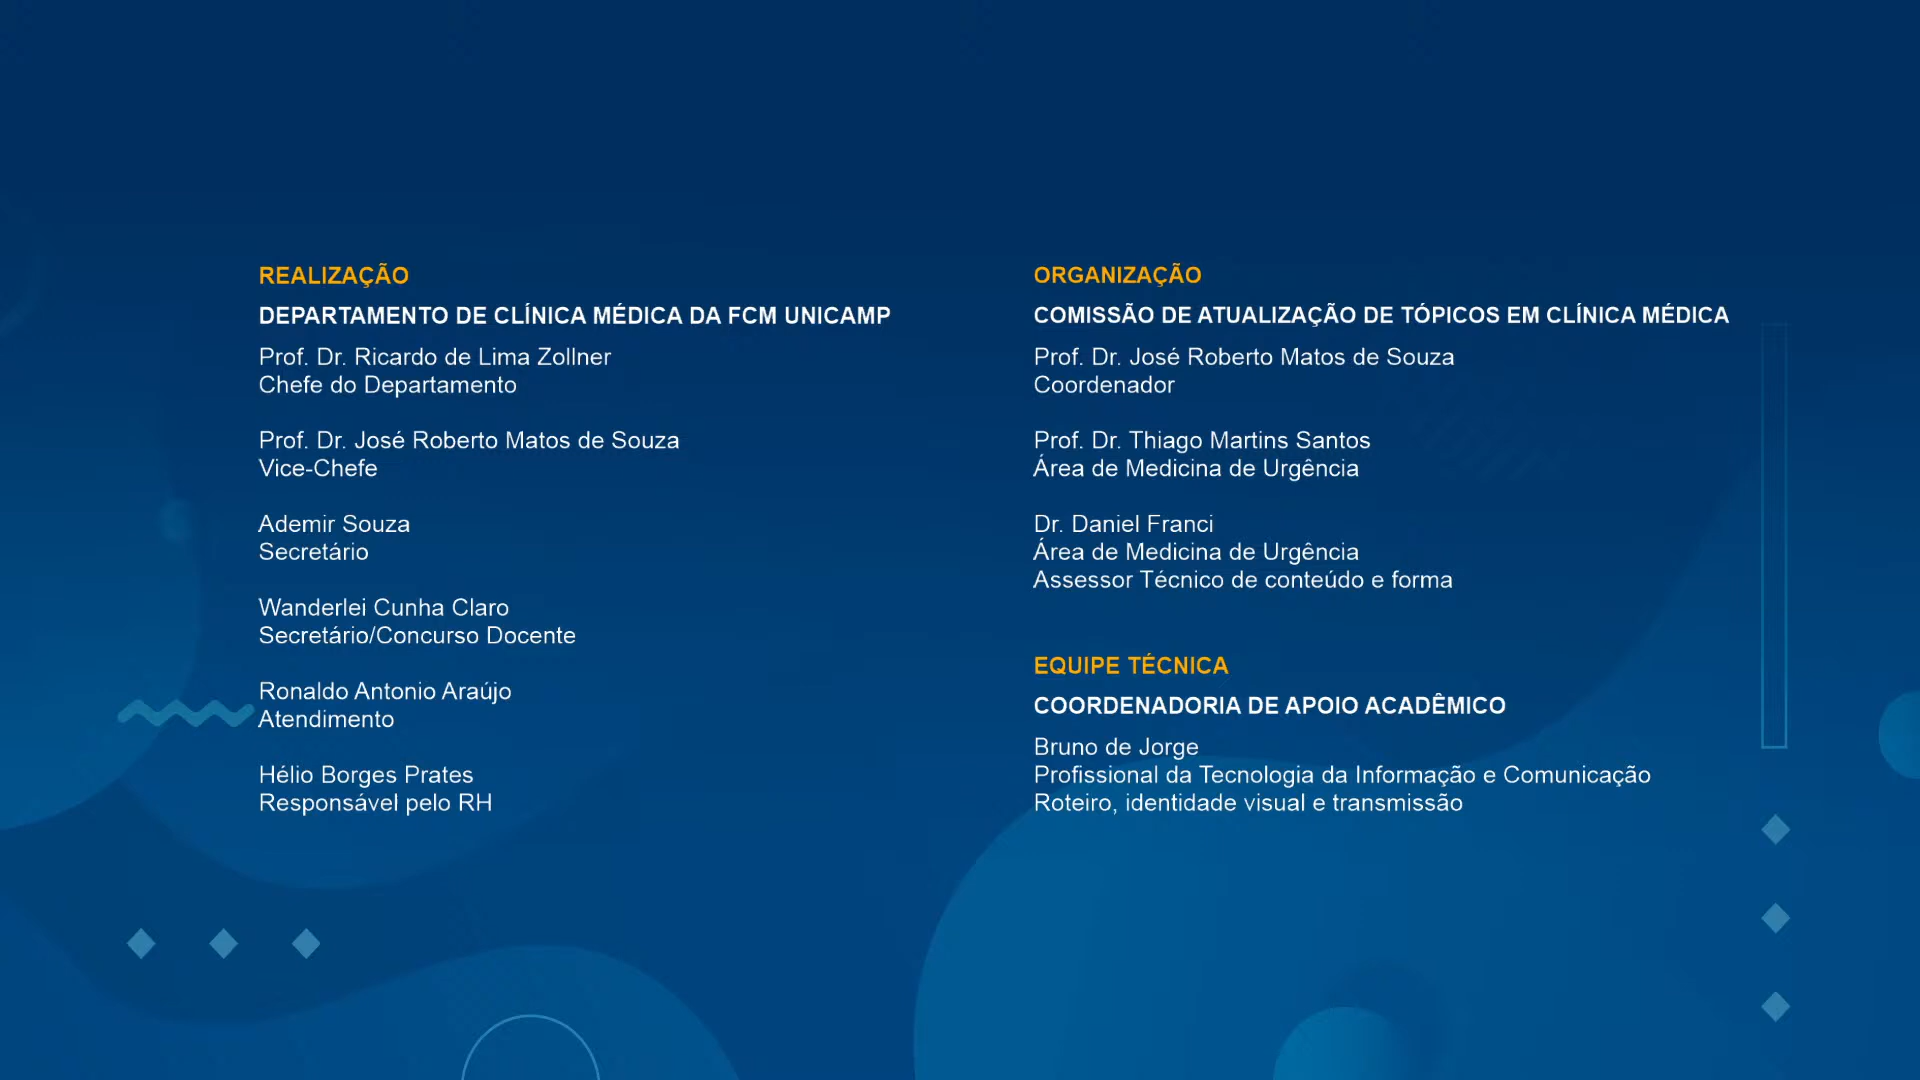 REALIZAÇÃO
DEPARTAMENTO DE CLÍNICA MÉDICA DA FCM UNICAMP
Prof. Dr. Ricardo de Lima Zollner
Chefe do Departamento
Prof. Dr. José Roberto Matos de Souza
Vice-Chefe
Ademir Souza
Secretário
Wanderlei Cunha Claro
Secretário/Concurso Docente
Ronaldo Antonio Araújo
Atendimento
Hélio Borges Prates
Responsável pelo RH
ORGANIZAÇÃO
COMISSÃO DE ATUALIZAÇÃO DE TÓPICOS EM CLÍNICA MÉDICA
Prof. Dr. José Roberto Matos de Souza
Coordenador
Prof. Dr. Thiago Martins Santos
Área de Medicina de Urgência
Dr. Daniel Franci
Área de Medicina de Urgência
Assessor Técnico de conteúdo e forma
EQUIPE TÉCNICA
COORDENADORIA DE APOIO ACADÊMICO
Bruno de Jorge
Profissional da Tecnologia da Informação e Comunicação
Roteiro, identidade visual e transmissão